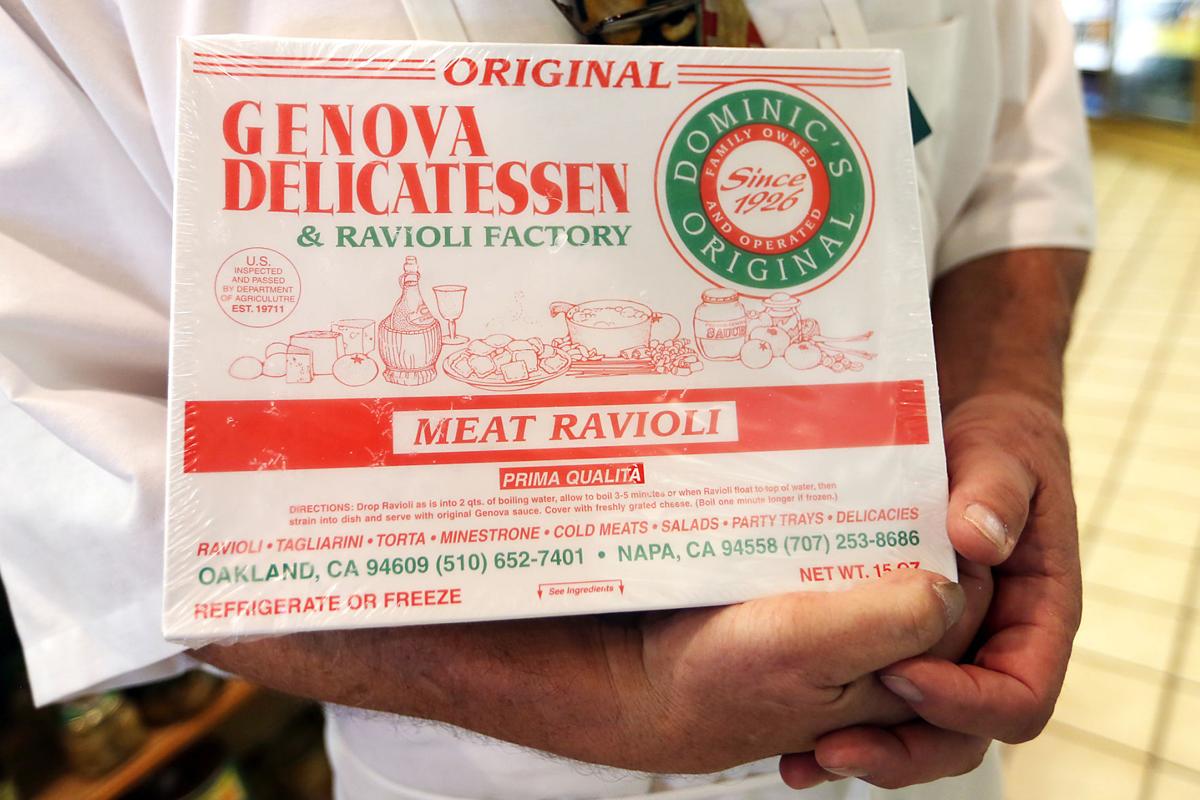 ORIGINAL
GENOVA
DELICATESSEN
& RAVIOLI FACTORY
DOMINIC'S
ORIGINAL
FAMILY OWNED
AND OPERATED
Since
1926
U.S.
INSPECTED
AND PASSED
BY DEPARTMENT
OF AGRICULUTRE
EST. 19711
SAUCE
MEAT RAVIOLI
PRIMA QUALITÀ
DIRECTIONS: Drop Ravioli as is into 2 qts. of boiling water, allow to boil 3-5 minutes or when Ravioli float to top of water, then
strain into dish and serve with original Genova sauce. Cover with freshly grated cheese. (Boil one minute longer if frozen.)
RAVIOLI • TAGLIARINI • TORTA • MINESTRONE • COLD MEATS • SALADS • PARTY TRAYS • DELICACIES
OAKLAND, CA 94609 (510) 652-7401 • NAPA, CA 94558 (707) 253-8686
REFRIGERATE OR FREEZE
See Ingredients
NET WT. 15 OZ